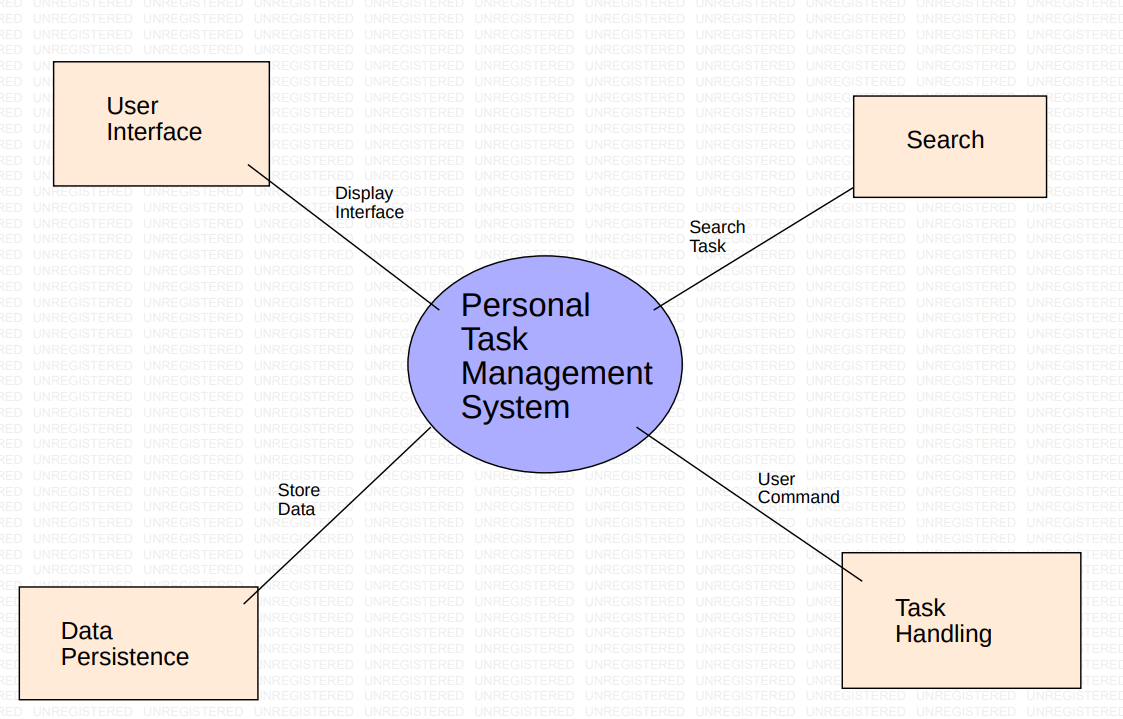 User
Interface
Search
Display
Interface
Search
Task
Personal
Task
Management
System
Store
Data
User
Command
Data
Persistence
Task
Handling
UNREGISTERED